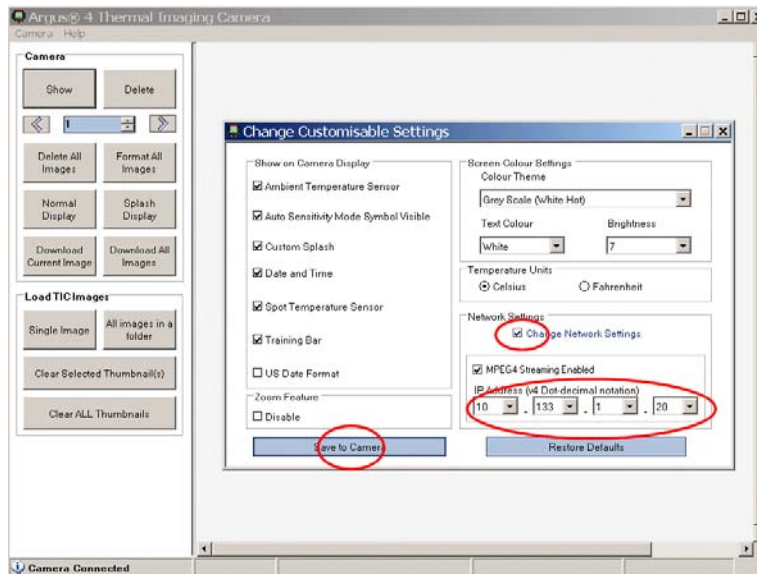 Argus® 4 Thermal Imaging Camera
Camera Help
Camera
Show Delete
1
Delete All Images Format All Images
Normal Display Splash Display
Download Current Image Download All Images
Load TIC Images
Single Image All images in a folder
Clear Selected Thumbnail(s)
Clear ALL Thumbnails
Camera Connected
Change Customisable Settings
Show on Camera Display
Ambient Temperature Sensor
Auto Sensitivity Mode Symbol Visible
Custom Splash
Date and Time
Spot Temperature Sensor
Training Bar
US Date Format
Zoom Feature
Disable
Save to Camera
Screen Colour Settings
Colour Theme
Grey Scale (White Hot)
Text Colour Brightness
White 7
Temperature Units
Celsius Fahrenheit
Network Settings
Change Network Settings
MPEG4 Streaming Enabled
IP Address (v4 Dot-decimal notation)
10 . 133 . 1 . 20
Restore Defaults